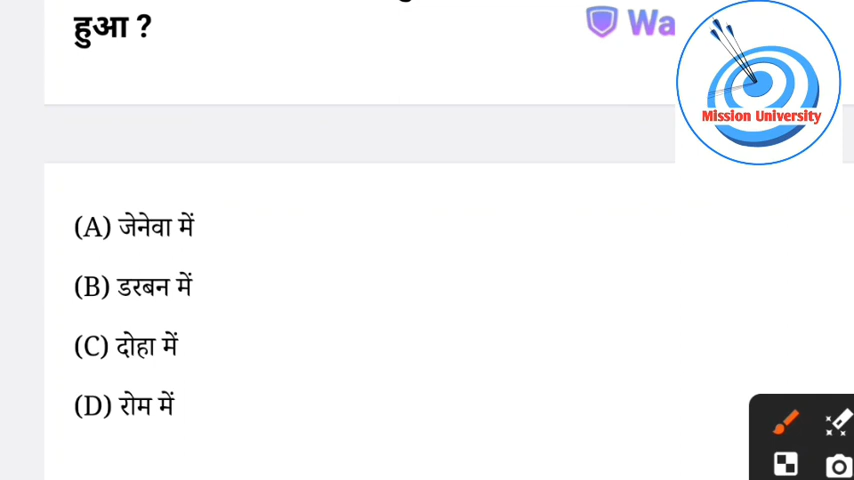 हुआ ?
Wa
Mission University
(A) जेनेवा में
(B) डरबन में
(C) दोहा में
(D) रोम में